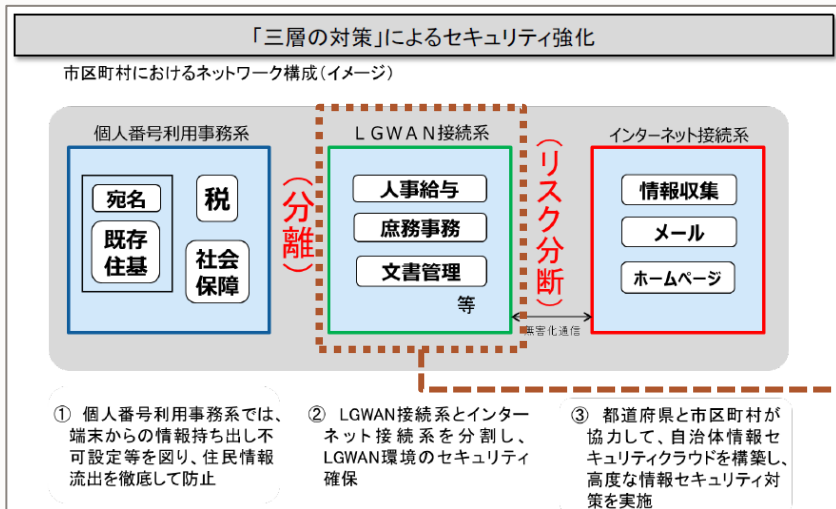 「三層の対策」によるセキュリティ強化
市区町村におけるネットワーク構成(イメージ)
個人番号利用事務系
宛名
既存
住基
税
社会
保障
(分離)
LGWAN接続系
人事給与
庶務事務
文書管理
等
(リスク分断)
無害化通信
インターネット接続系
情報収集
メール
ホームページ
① 個人番号利用事務系では、
端末からの情報持ち出し不
可設定等を図り、住民情報
流出を徹底して防止
② LGWAN接続系とインター
ネット接続系を分割し、
LGWAN環境のセキュリティ
確保
③ 都道府県と市区町村が
協力して、自治体情報セ
キュリティクラウドを構築し、
高度な情報セキュリティ対
策を実施